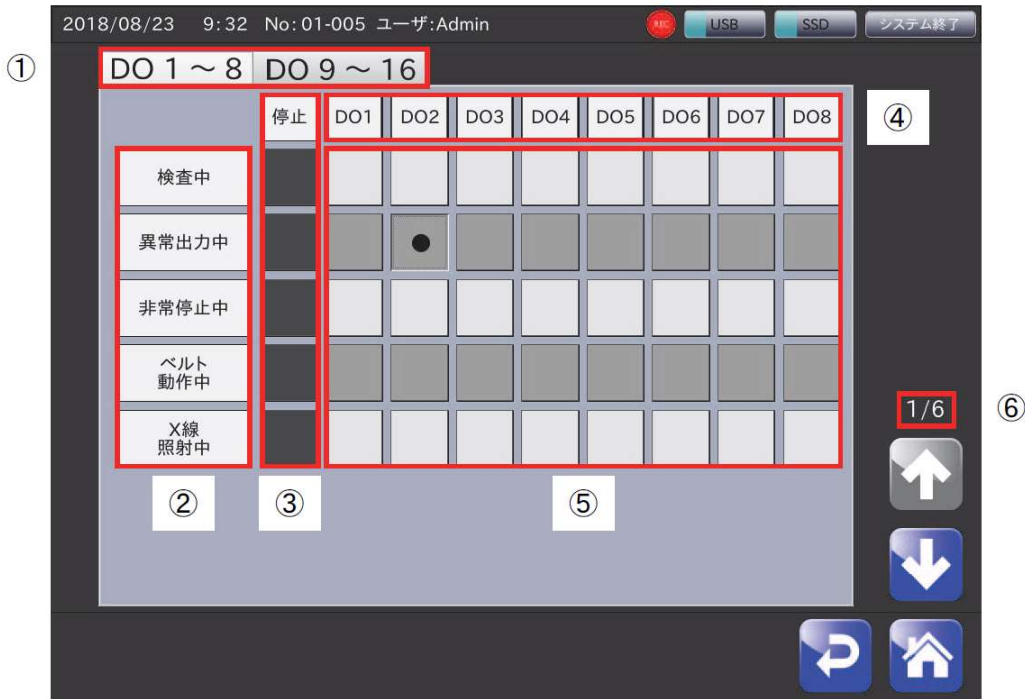 2018/08/23 9:32 No:01-005 ユーザ:Admin REC USB SSD システム終了
①
DO 1 ～ 8 DO 9 ～ 16
停止 DO1 DO2 DO3 DO4 DO5 DO6 DO7 DO8 ④
検査中
異常出力中
非常停止中
ベルト
動作中
X線
照射中
1/6 ⑥
② ③ ⑤